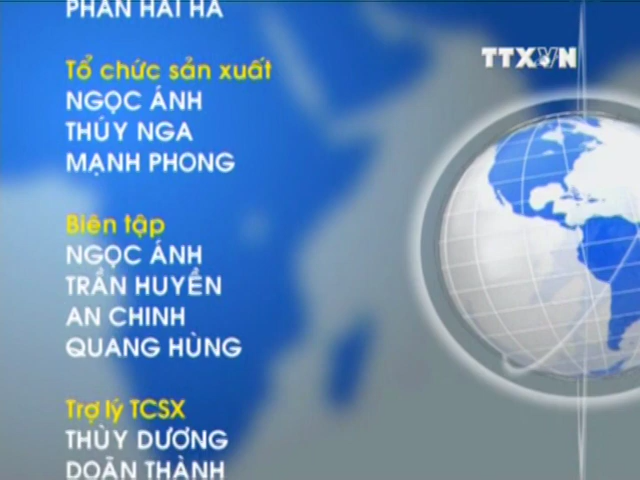 PHAN HẢI HÀ
TTXVN
Tổ chức sản xuất
NGỌC ÁNH
THÚY NGA
MẠNH PHONG
Biên tập
NGỌC ÁNH
TRẦN HUYỀN
AN CHINH
QUANG HÙNG
Trợ lý TCSX
THÙY DƯƠNG
DOÃN THÀNH